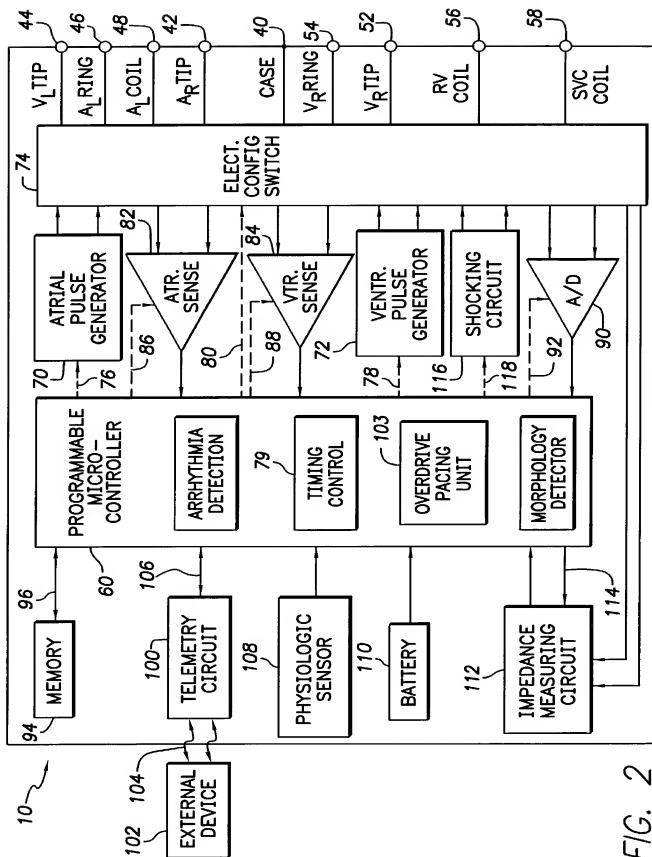 44
46
48
42
40
54
52
56
58
V_L TIP
A_L RING
A_L COIL
A_R TIP
CASE
V_R RING
V_R TIP
RV
COIL
SVC
COIL
74
ELECT.
CONFIG
SWITCH
ATRIAL
PULSE
GENERATOR
70
76
82
ATR.
SENSE
86
80
84
VTR.
SENSE
88
VENTR.
PULSE
GENERATOR
72
78
SHOCKING
CIRCUIT
116
118
A/D
90
92
PROGRAMMABLE
MICRO-
CONTROLLER
60
ARRHYTHMIA
DETECTION
79
TIMING
CONTROL
103
OVERDRIVE
PACING
UNIT
MORPHOLOGY
DETECTOR
96
106
114
MEMORY
94
100
TELEMETRY
CIRCUIT
108
PHYSIOLOGIC
SENSOR
110
BATTERY
112
IMPEDANCE
MEASURING
CIRCUIT
10
104
102
EXTERNAL
DEVICE
FIG. 2